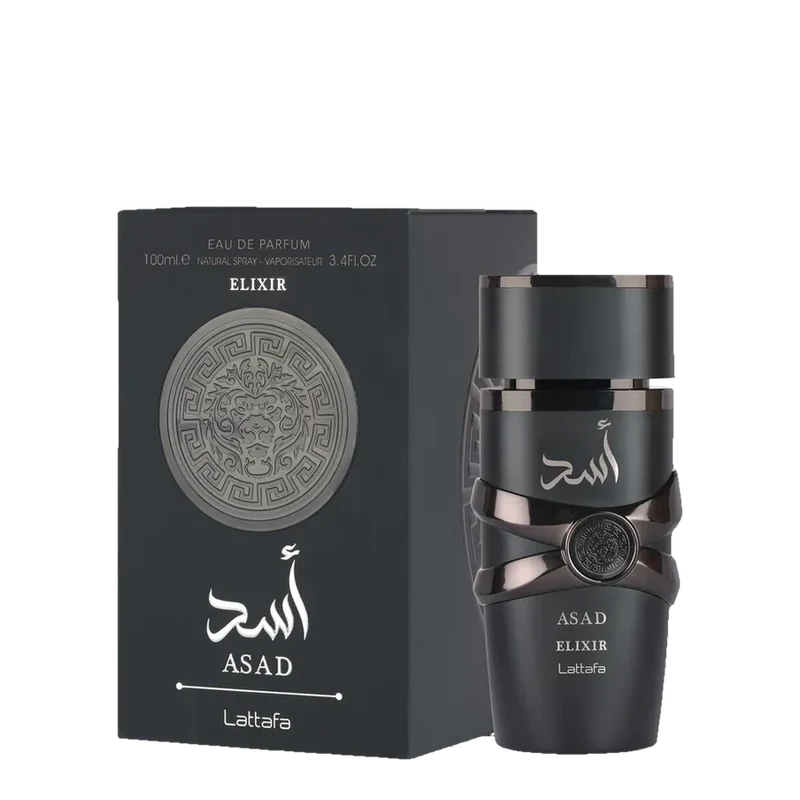 EAU DE PARFUM
100ml.e NATURAL SPRAY - VAPORISATEUR 3.4Fl.OZ
ELIXIR
أسد
ASAD
Lattafa
أسد
ASAD
ELIXIR
Lattafa